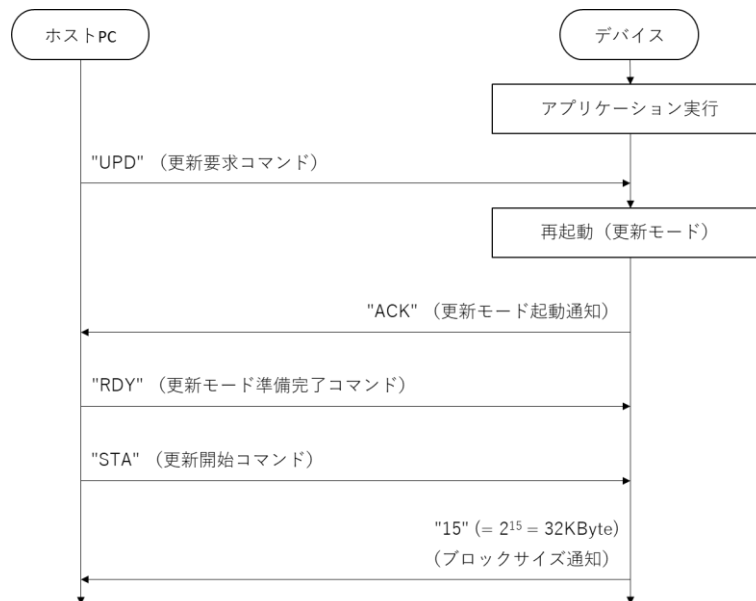 ホストPC
デバイス
アプリケーション実行
"UPD" (更新要求コマンド)
再起動(更新モード)
"ACK" (更新モード起動通知)
"RDY" (更新モード準備完了コマンド)
"STA" (更新開始コマンド)
"15" (= 2¹⁵ = 32KByte)
(ブロックサイズ通知)